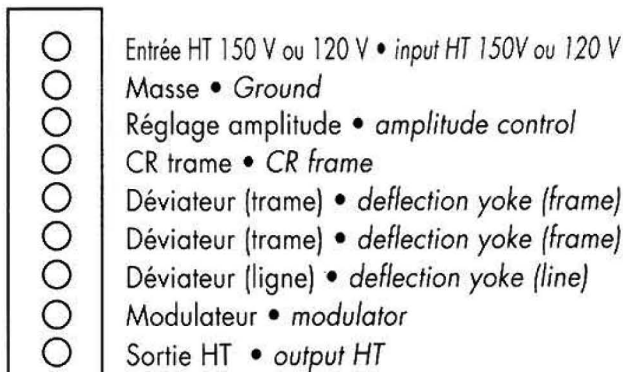 Entrée HT 150 V ou 120 V • input HT 150V ou 120 V
Masse • Ground
Réglage amplitude • amplitude control
CR trame • CR frame
Déviateur (trame) • deflection yoke (frame)
Déviateur (trame) • deflection yoke (frame)
Déviateur (ligne) • deflection yoke (line)
Modulateur • modulator
Sortie HT • output HT